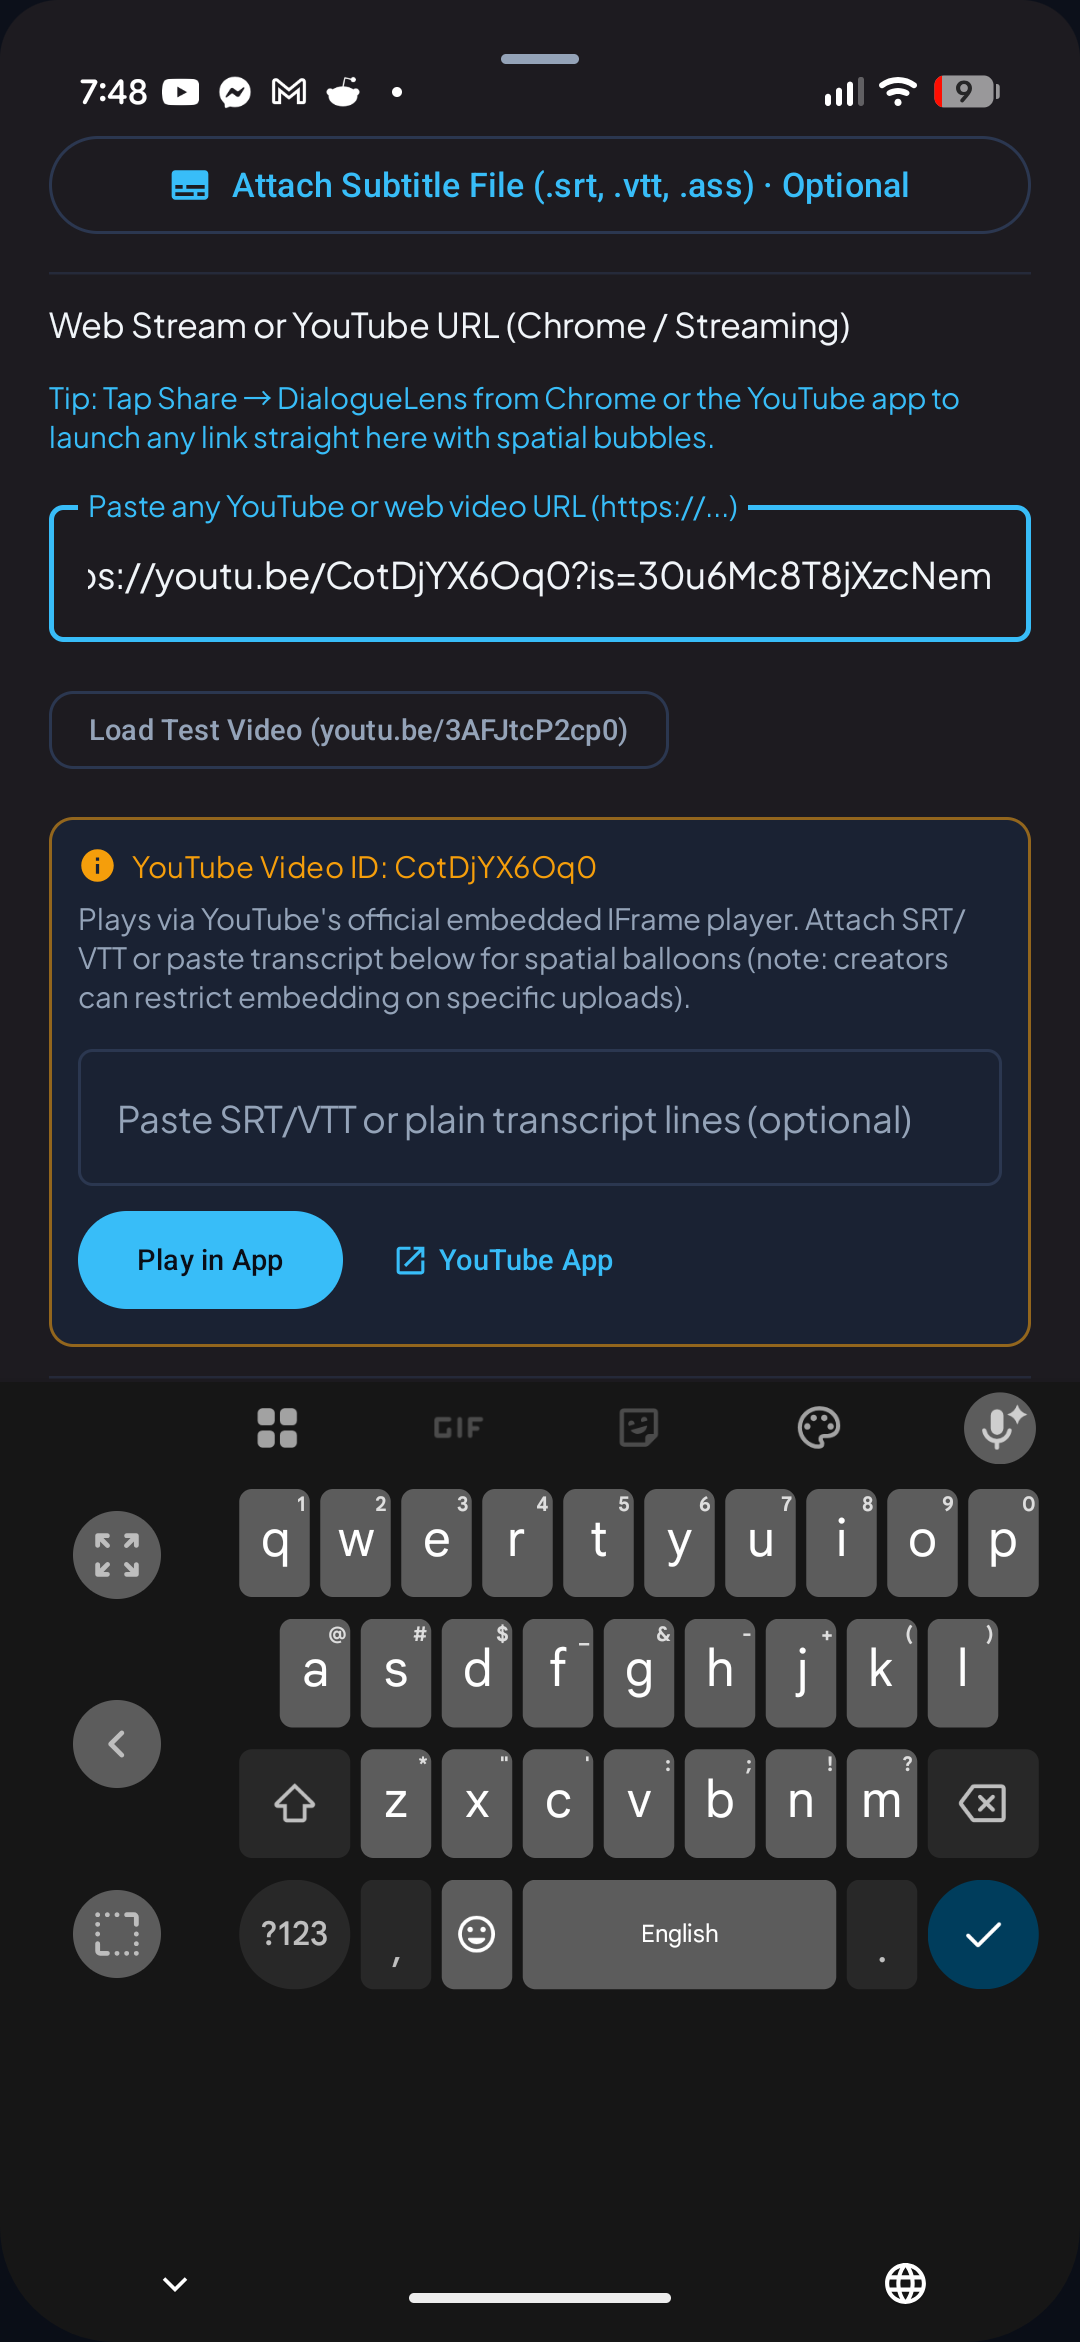 7:48
9
Attach Subtitle File (.srt, .vtt, .ass) · Optional
Web Stream or YouTube URL (Chrome / Streaming)
Tip: Tap Share → DialogueLens from Chrome or the YouTube app to
launch any link straight here with spatial bubbles.
Paste any YouTube or web video URL (https://...)
ps://youtu.be/CotDjYX6Oq0?is=30u6Mc8T8jXzcNem
Load Test Video (youtu.be/3AFJtcP2cp0)
YouTube Video ID: CotDjYX6Oq0
Plays via YouTube's official embedded IFrame player. Attach SRT/
VTT or paste transcript below for spatial balloons (note: creators
can restrict embedding on specific uploads).
Paste SRT/VTT or plain transcript lines (optional)
Play in App
YouTube App
GIF
q 1 w 2 e 3 r 4 t 5 y 6 u 7 i 8 o 9 p 0
a @ s # d $ f _ g & h - j + k ( l )
z * x " c ' v : b ; n ! m ?
?123 , English .